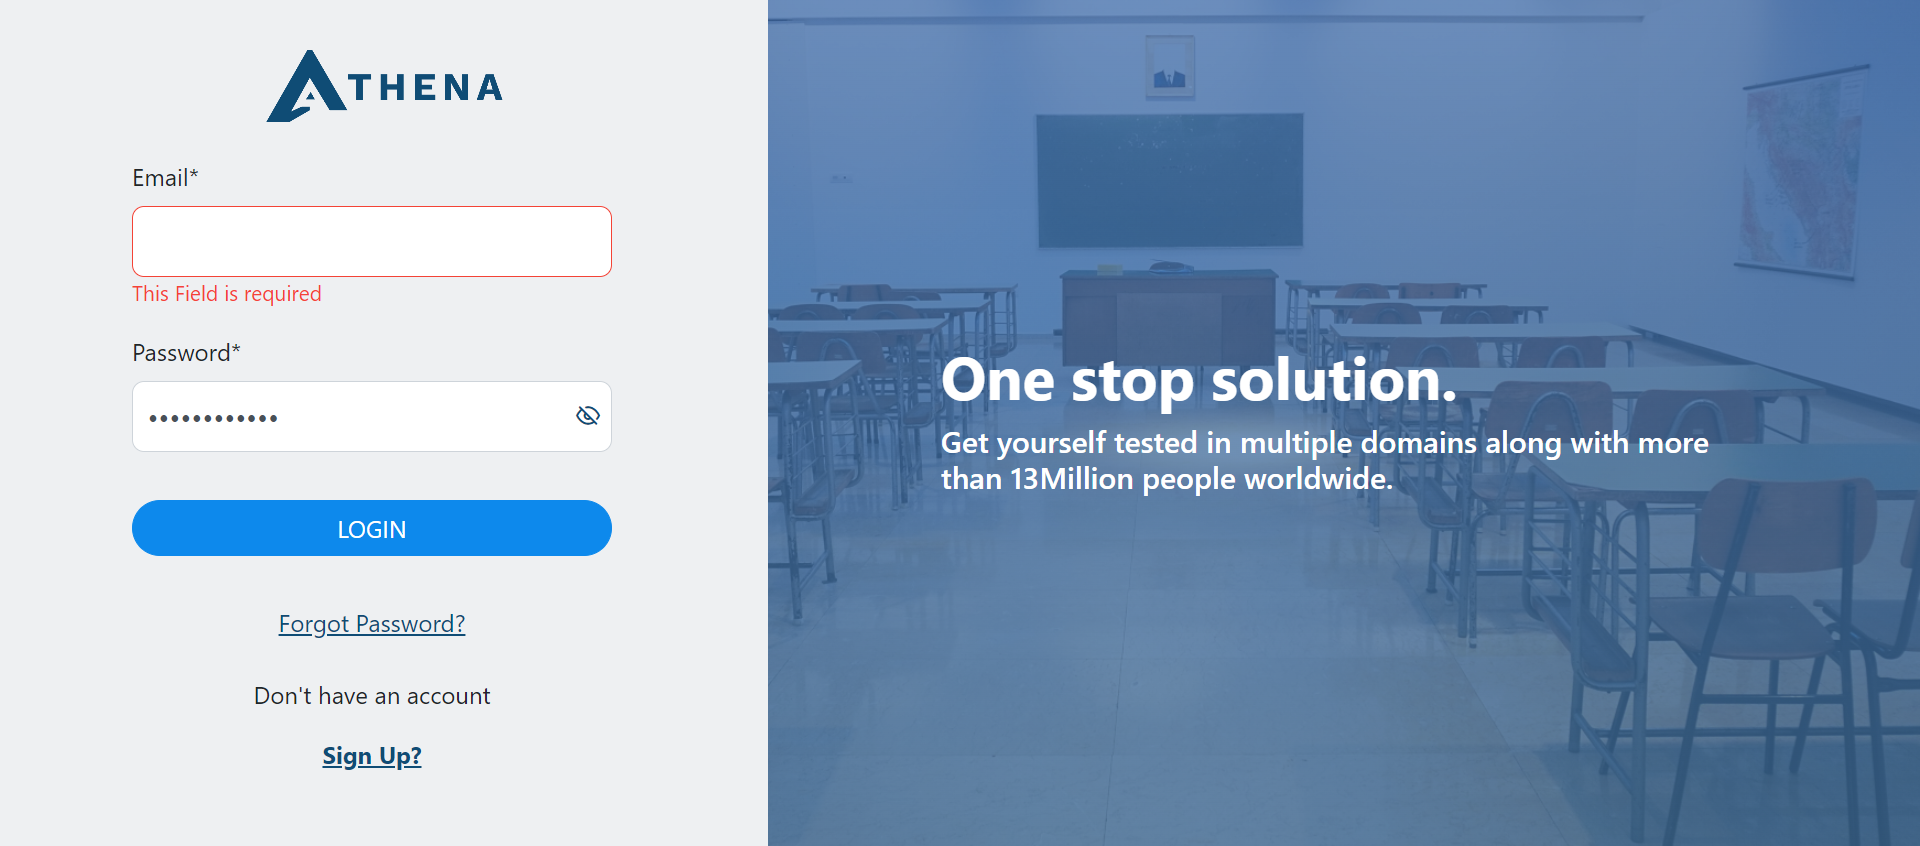 ATHENA
Email*
This Field is required
Password*
••••••••••••
LOGIN
Forgot Password?
Don't have an account
Sign Up?
One stop solution.
Get yourself tested in multiple domains along with more
than 13Million people worldwide.